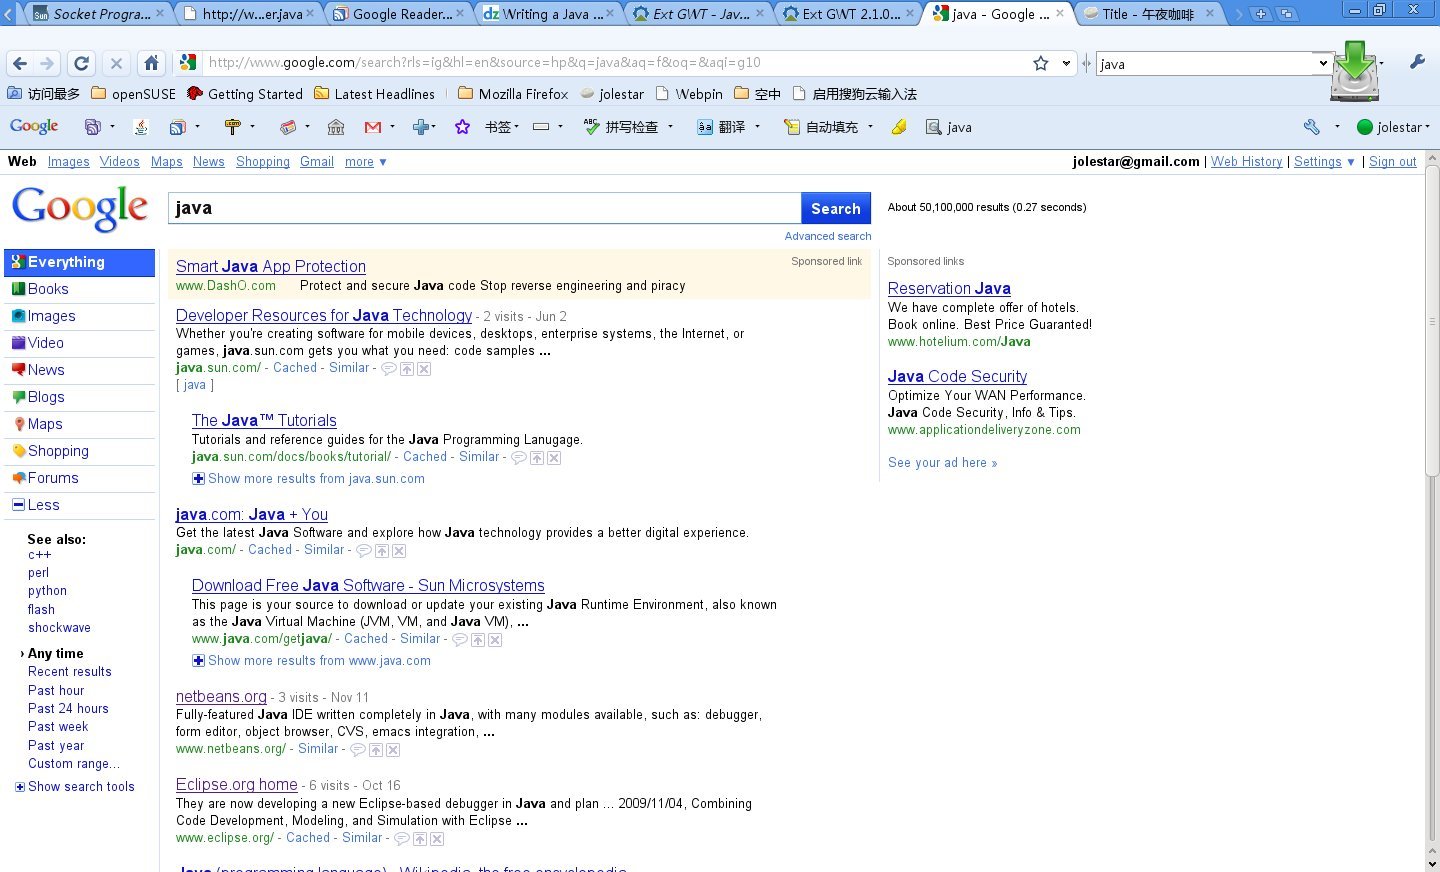 Socket Progra...
http://w...er.java
Google Reader...
Writing a Java ...
Ext GWT - Jav...
Ext GWT 2.1.0...
java - Google ...
Title - 午夜咖啡
http://www.google.com/search?rls=ig&hl=en&source=hp&q=java&aq=f&oq=&aqi=g10
java
访问最多 openSUSE Getting Started Latest Headlines Mozilla Firefox jolestar Webpin 空中 启用搜狗云输入法
Google 书签 拼写检查 翻译 自动填充 java jolestar
Web Images Videos Maps News Shopping Gmail more ▼
jolestar@gmail.com | Web History | Settings ▼ | Sign out
Google
java
Search
About 50,100,000 results (0.27 seconds)
Advanced search
Everything
Books
Images
Video
News
Blogs
Maps
Shopping
Forums
Less
See also:
c++
perl
python
flash
shockwave
› Any time
Recent results
Past hour
Past 24 hours
Past week
Past year
Custom range...
Show search tools
Smart Java App Protection
Sponsored link
www.DashO.com Protect and secure Java code Stop reverse engineering and piracy
Developer Resources for Java Technology - 2 visits - Jun 2
Whether you're creating software for mobile devices, desktops, enterprise systems, the Internet, or
games, java.sun.com gets you what you need: code samples ...
java.sun.com/ - Cached - Similar -
[ java ]
The Java™ Tutorials
Tutorials and reference guides for the Java Programming Lanugage.
java.sun.com/docs/books/tutorial/ - Cached - Similar -
Show more results from java.sun.com
java.com: Java + You
Get the latest Java Software and explore how Java technology provides a better digital experience.
java.com/ - Cached - Similar -
Download Free Java Software - Sun Microsystems
This page is your source to download or update your existing Java Runtime Environment, also known
as the Java Virtual Machine (JVM, VM, and Java VM), ...
www.java.com/getjava/ - Cached - Similar -
Show more results from www.java.com
netbeans.org - 3 visits - Nov 11
Fully-featured Java IDE written completely in Java, with many modules available, such as: debugger,
form editor, object browser, CVS, emacs integration, ...
www.netbeans.org/ - Similar -
Eclipse.org home - 6 visits - Oct 16
They are now developing a new Eclipse-based debugger in Java and plan ... 2009/11/04, Combining
Code Development, Modeling, and Simulation with Eclipse ...
www.eclipse.org/ - Cached - Similar -
Java (programming language) - Wikipedia, the free encyclopedia
Sponsored links
Reservation Java
We have complete offer of hotels.
Book online. Best Price Guaranted!
www.hotelium.com/Java
Java Code Security
Optimize Your WAN Performance.
Java Code Security, Info & Tips.
www.applicationdeliveryzone.com
See your ad here »